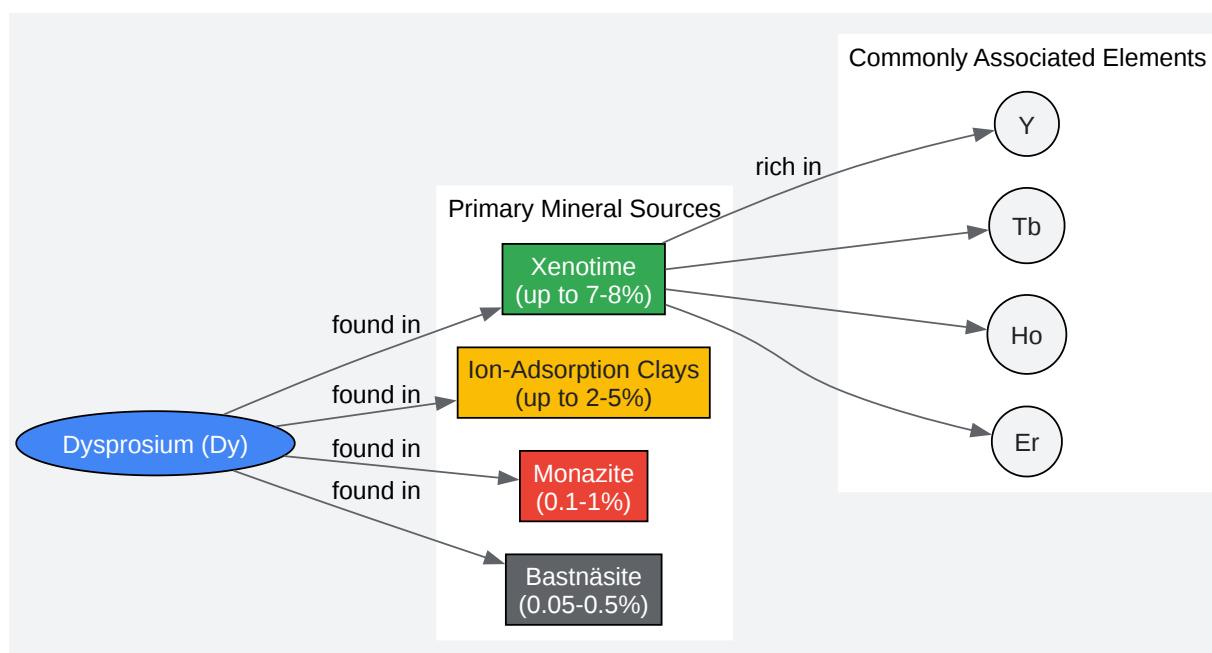 Commonly Associated Elements
Y
rich in
Primary Mineral Sources
Tb
Xenotime
(up to 7-8%)
found in
Ho
Ion-Adsorption Clays
(up to 2-5%)
found in
Dysprosium (Dy)
Er
found in
Monazite
(0.1-1%)
found in
Bastnäsite
(0.05-0.5%)